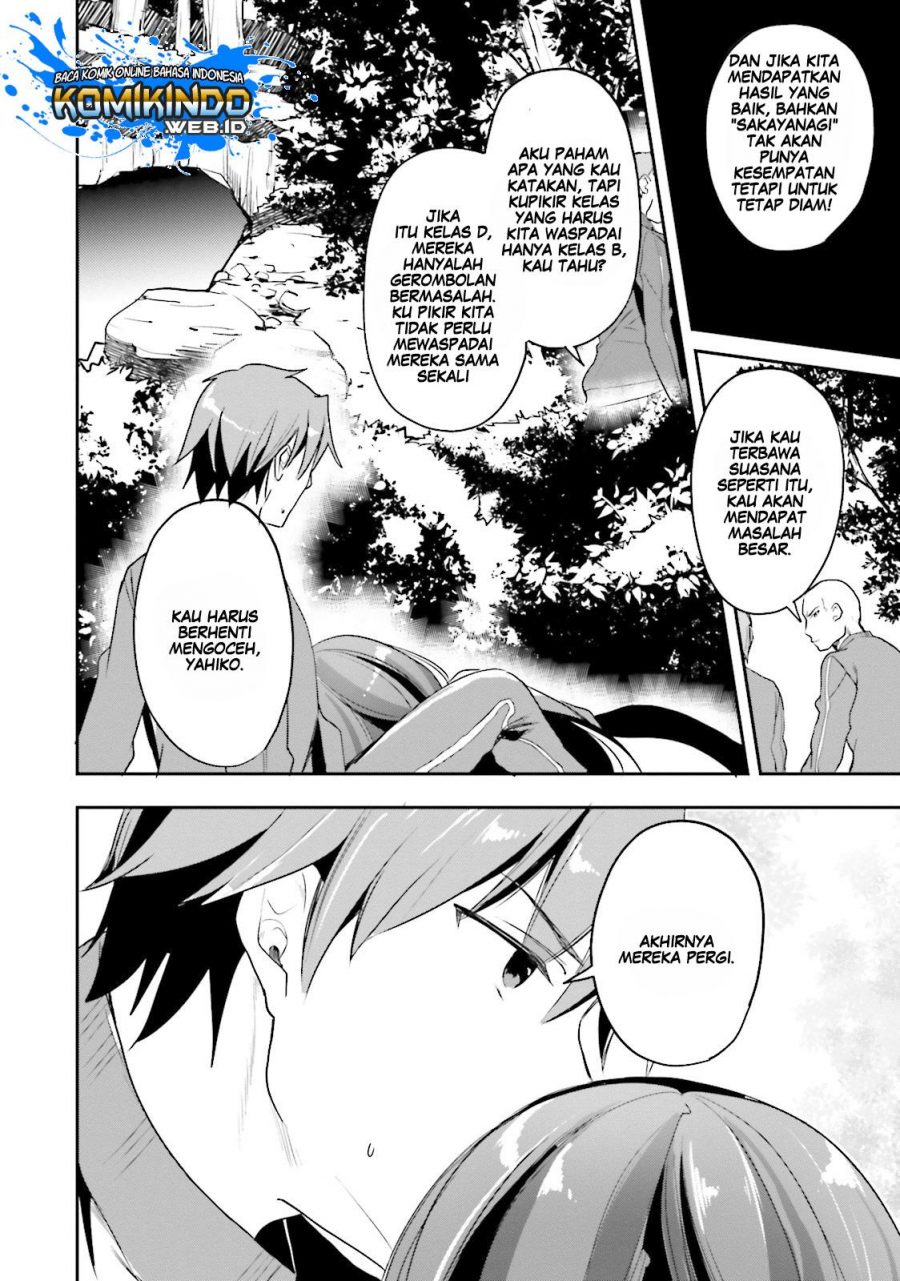 BACA KOMIK ONLINE BAHASA INDONESIA
KOMIKINDO
WEB.ID
DAN JIKA KITA
MENDAPATKAN
HASIL YANG
BAIK, BAHKAN
"SAKAYANAGI"
TAK AKAN
PUNYA
KESEMPATAN
TETAPI UNTUK
TETAP DIAM!
JIKA KAU
TERBAWA
SUASANA
SEPERTI ITU,
KAU AKAN
MENDAPAT
MASALAH
BESAR.
AKU PAHAM
APA YANG KAU
KATAKAN, TAPI
KUPIKIR KELAS
YANG HARUS
KITA WASPADAI
HANYA KELAS B,
KAU TAHU?
JIKA
ITU KELAS D,
MEREKA
HANYALAH
GEROMBOLAN
BERMASALAH.
KU PIKIR KITA
TIDAK PERLU
MEWASPADAI
MEREKA SAMA
SEKALI
KAU HARUS
BERHENTI
MENGOCEH,
YAHIKO.
AKHIRNYA
MEREKA PERGI.